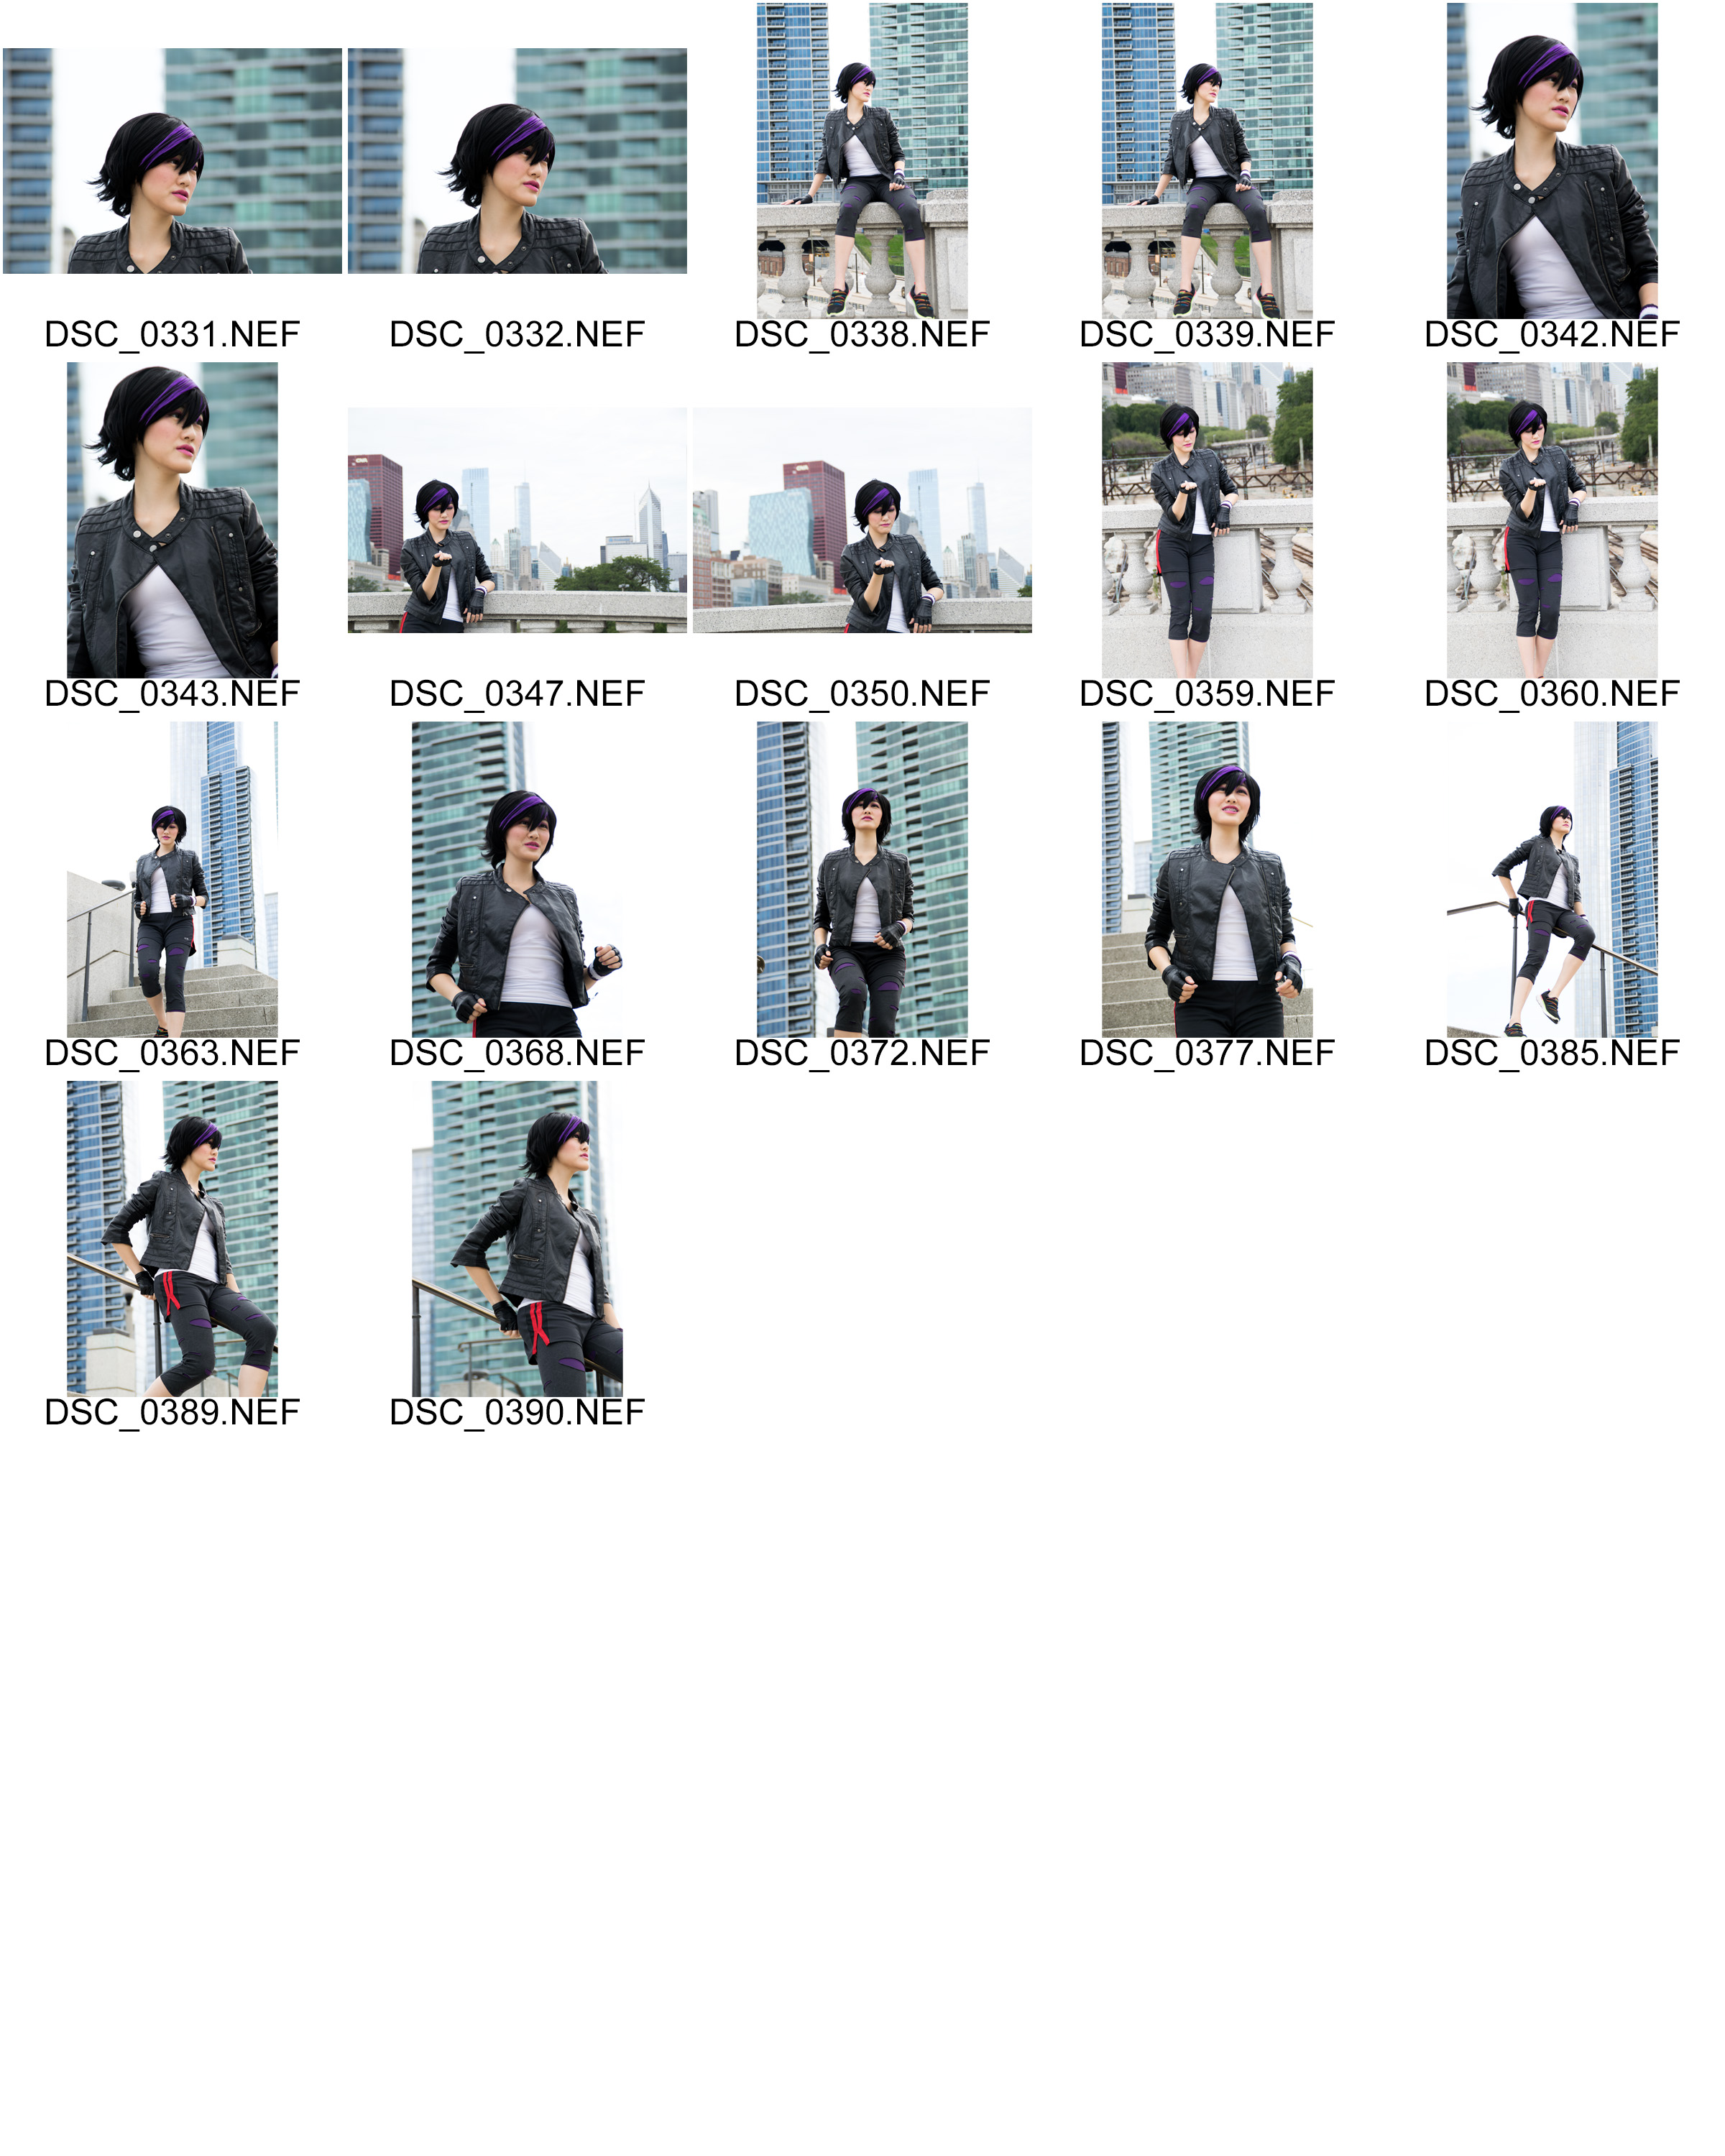 DSC_0331.NEF DSC_0332.NEF DSC_0338.NEF DSC_0339.NEF DSC_0342.NEF
DSC_0343.NEF DSC_0347.NEF DSC_0350.NEF DSC_0359.NEF DSC_0360.NEF
DSC_0363.NEF DSC_0368.NEF DSC_0372.NEF DSC_0377.NEF DSC_0385.NEF
DSC_0389.NEF DSC_0390.NEF